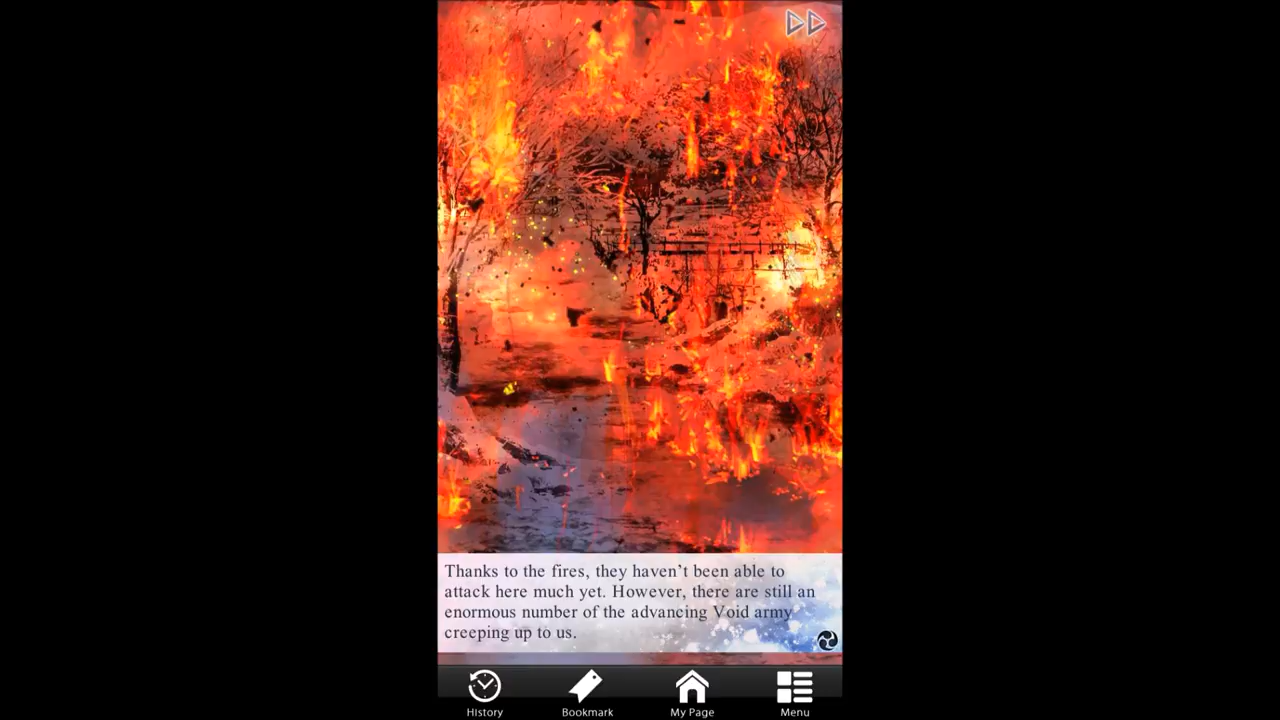 Thanks to the fires, they haven't been able to
attack here much yet. However, there are still an
enormous number of the advancing Void army
creeping up to us.
History
Bookmark
My Page
Menu